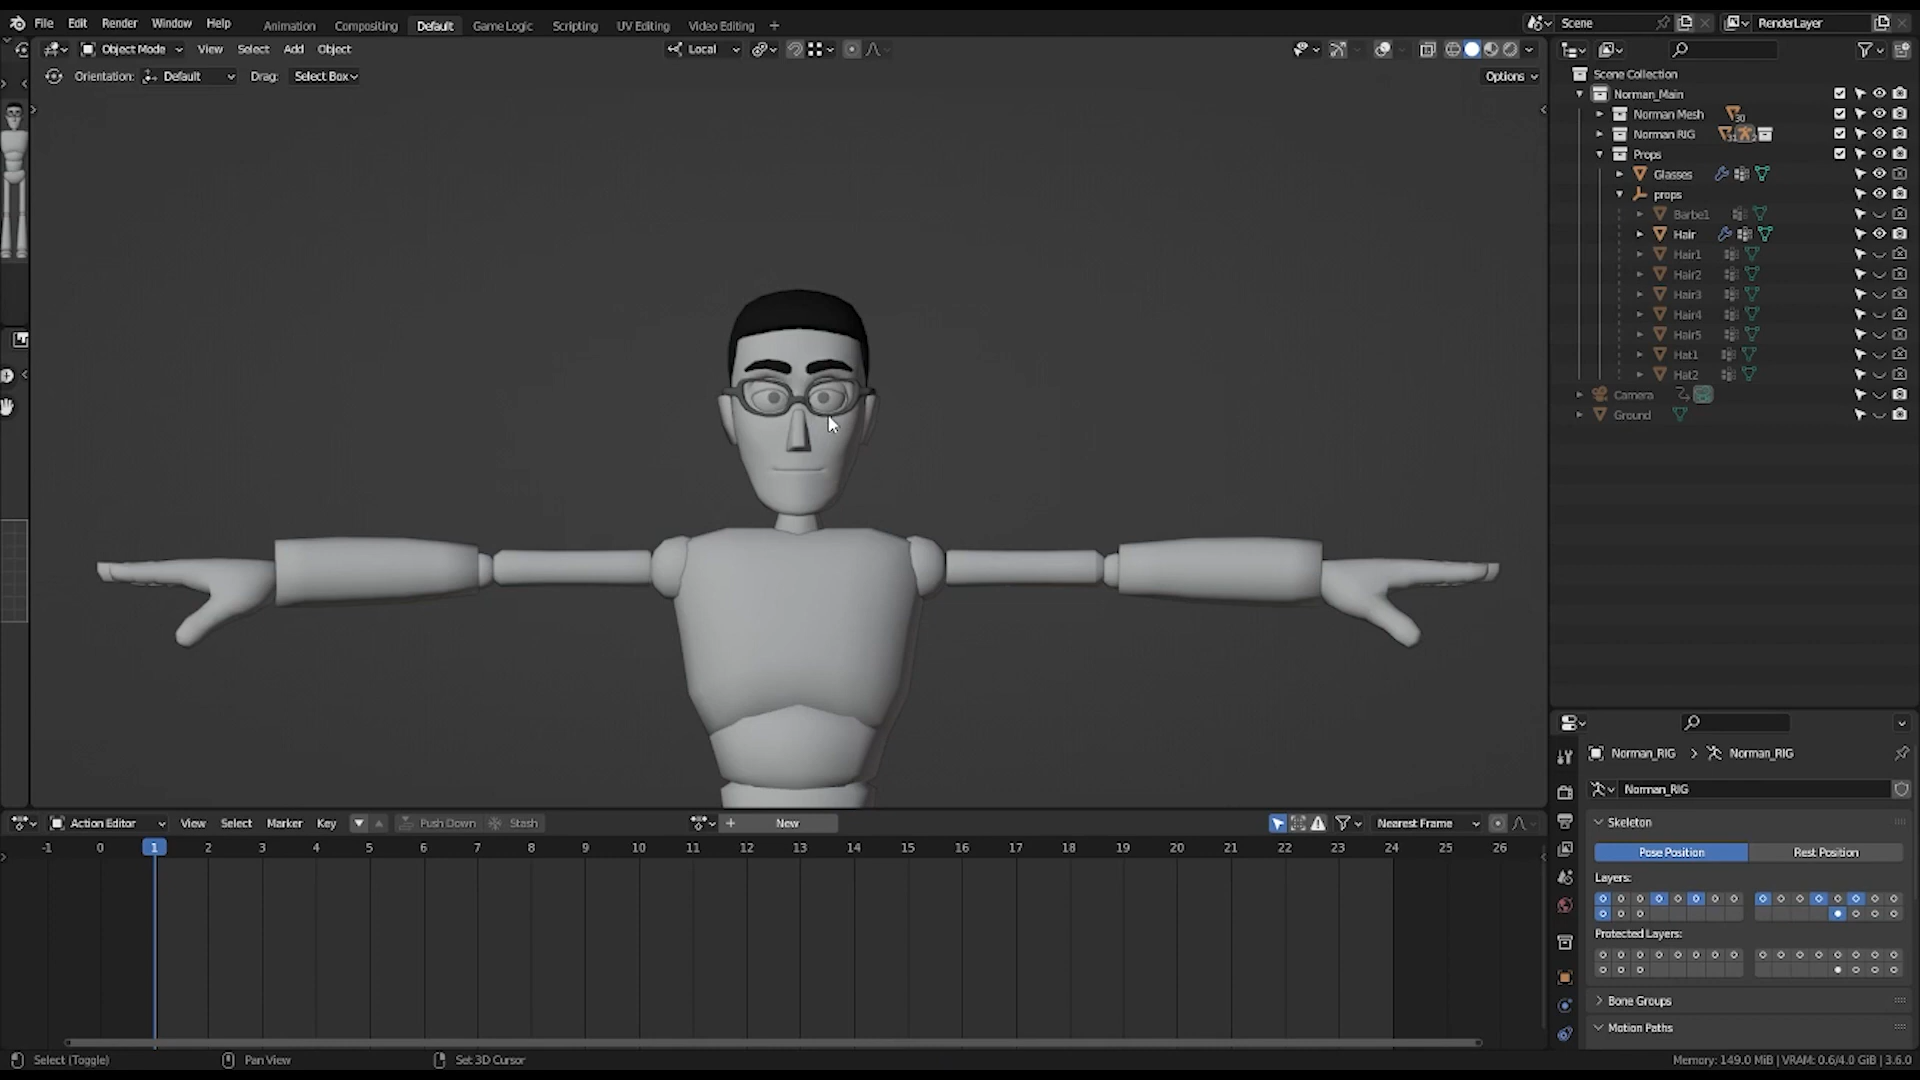 File Edit Render Window Help Animation Compositing Default Game Logic Scripting UV Editing Video Editing + Scene RenderLayer
Object Mode View Select Add Object Local
Orientation: Default Drag: Select Box Options
Scene Collection
Norman_Main
Norman Mesh 30
Norman RIG
Props
Glasses
props
Barbe1
Hair
Hair1
Hair2
Hair3
Hair4
Hair5
Hat1
Hat2
Camera
Ground
Norman_RIG > Norman_RIG
Norman_RIG
Skeleton
Pose Position Rest Position
Layers:
Protected Layers:
Bone Groups
Motion Paths
Action Editor View Select Marker Key Push Down Stash + New Nearest Frame
-1 0 1 2 3 4 5 6 7 8 9 10 11 12 13 14 15 16 17 18 19 20 21 22 23 24 25 26
Select (Toggle) Pan View Set 3D Cursor Memory: 149.0 MiB | VRAM: 0.6/4.0 GiB | 3.6.0